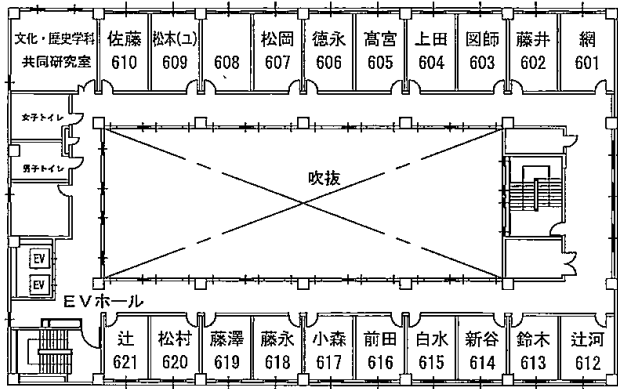 文化・歴史学科
共同研究室
佐藤
610
松本(ユ)
609
608
松岡
607
徳永
606
髙宮
605
上田
604
図師
603
藤井
602
網
601
女子トイレ
男子トイレ
吹抜
EV
EV
EVホール
辻
621
松村
620
藤澤
619
藤永
618
小森
617
前田
616
白水
615
新谷
614
鈴木
613
辻河
612